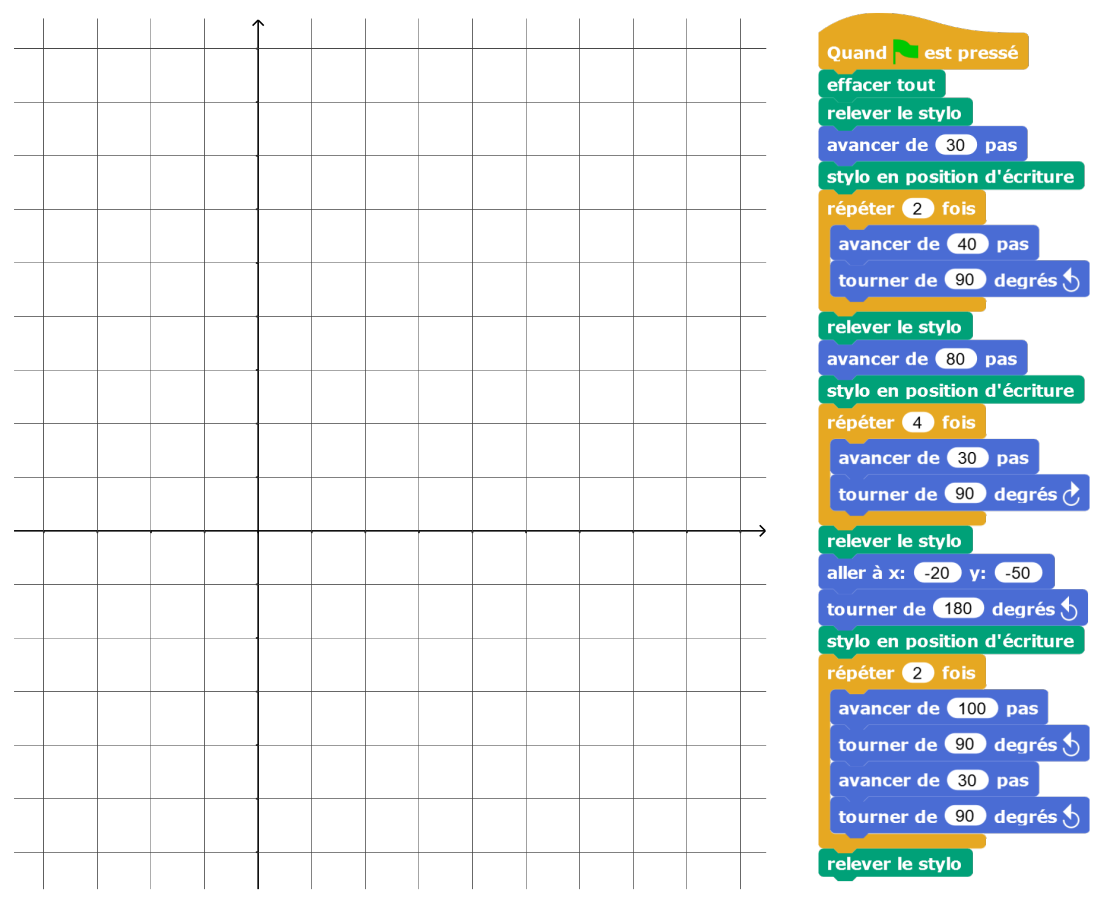 Quand est pressé
effacer tout
relever le stylo
avancer de 30 pas
stylo en position d'écriture
répéter 2 fois
avancer de 40 pas
tourner de 90 degrés
relever le stylo
avancer de 80 pas
stylo en position d'écriture
répéter 4 fois
avancer de 30 pas
tourner de 90 degrés
relever le stylo
aller à x: -20 y: -50
tourner de 180 degrés
stylo en position d'écriture
répéter 2 fois
avancer de 100 pas
tourner de 90 degrés
avancer de 30 pas
tourner de 90 degrés
relever le stylo